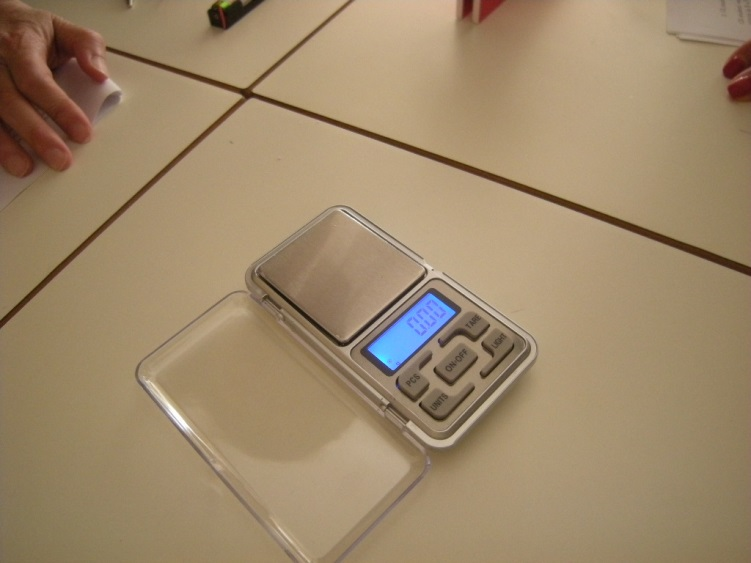 0.00
TARE
LIGHT
ON-OFF
PCS
UNITS